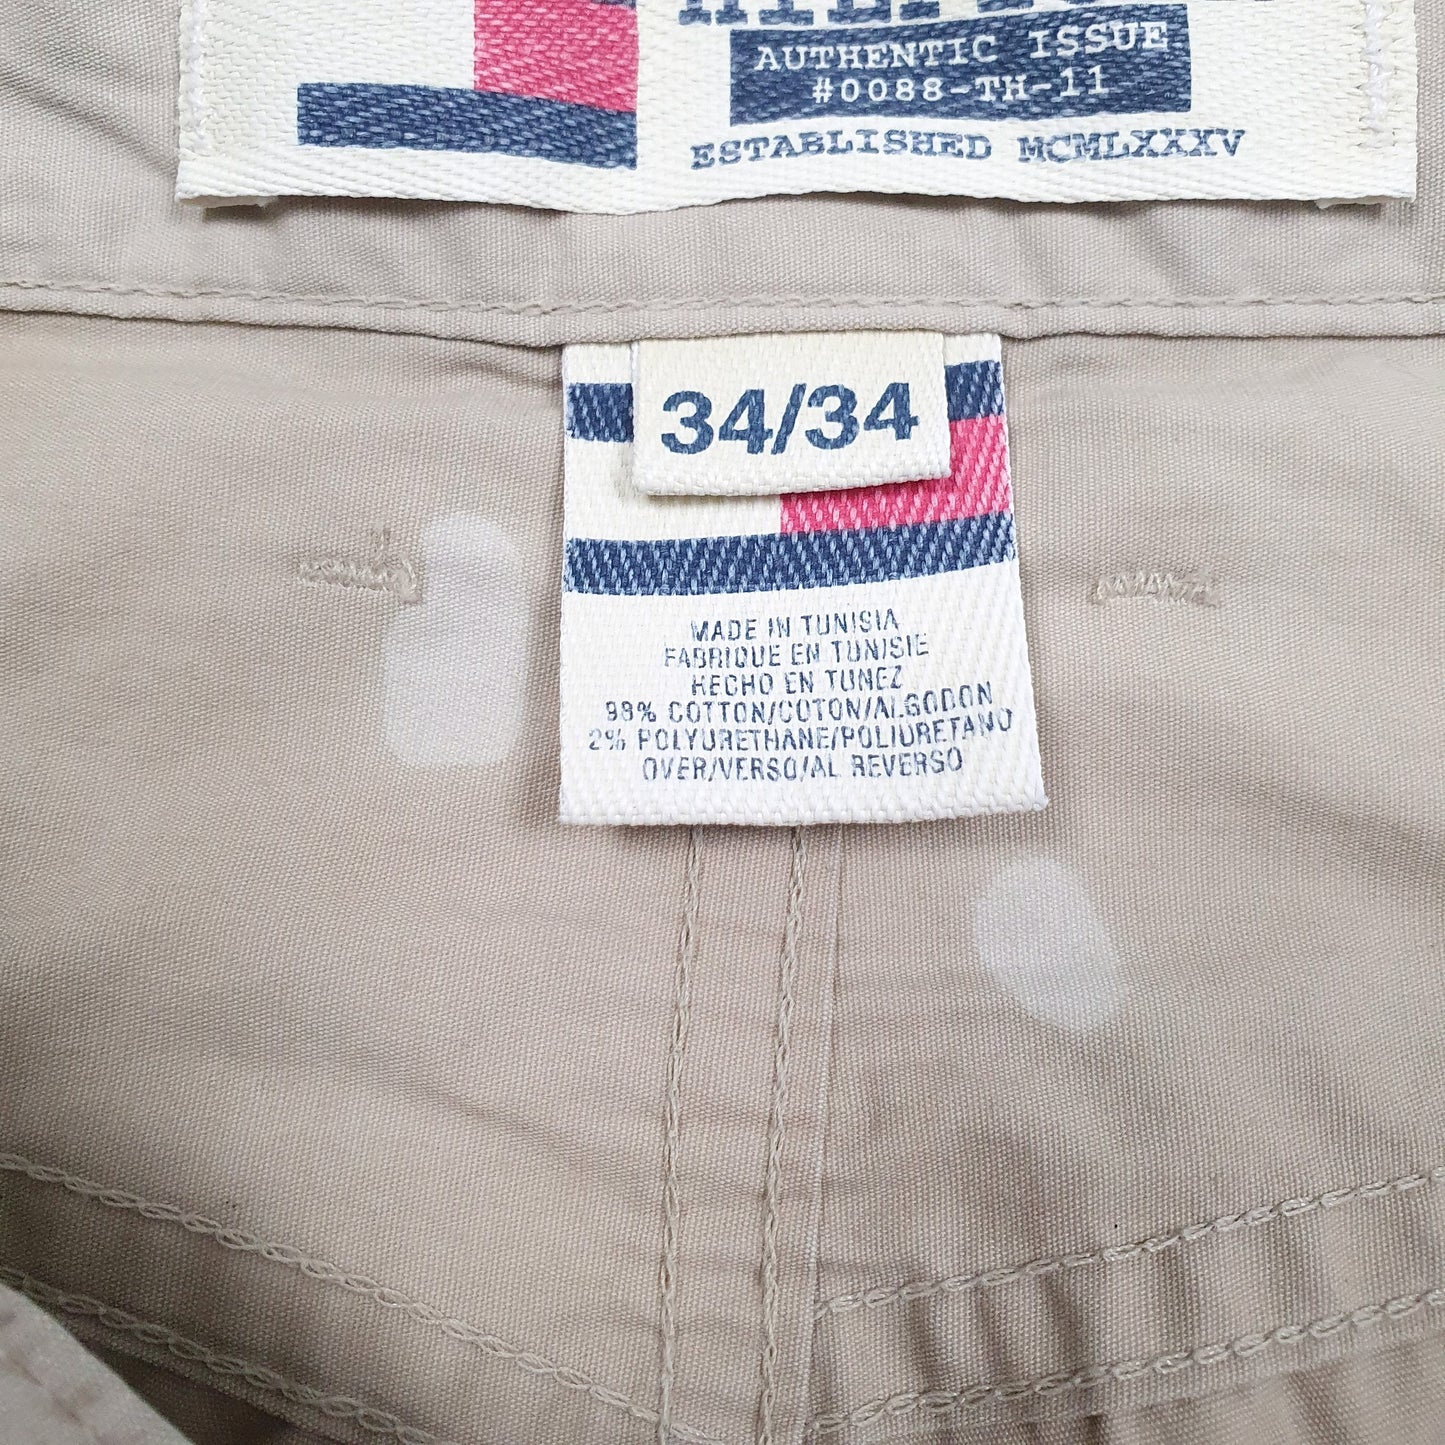 AUTHENTIC ISSUE
#0088-TH-11
ESTABLISHED MCMLXXXV
34/34
MADE IN TUNISIA
FABRIQUE EN TUNISIE
HECHO EN TUNEZ
98% COTTON/COTON/ALGODON
2% POLYURETHANE/POLIURETANO
OVER/VERSO/AL REVERSO